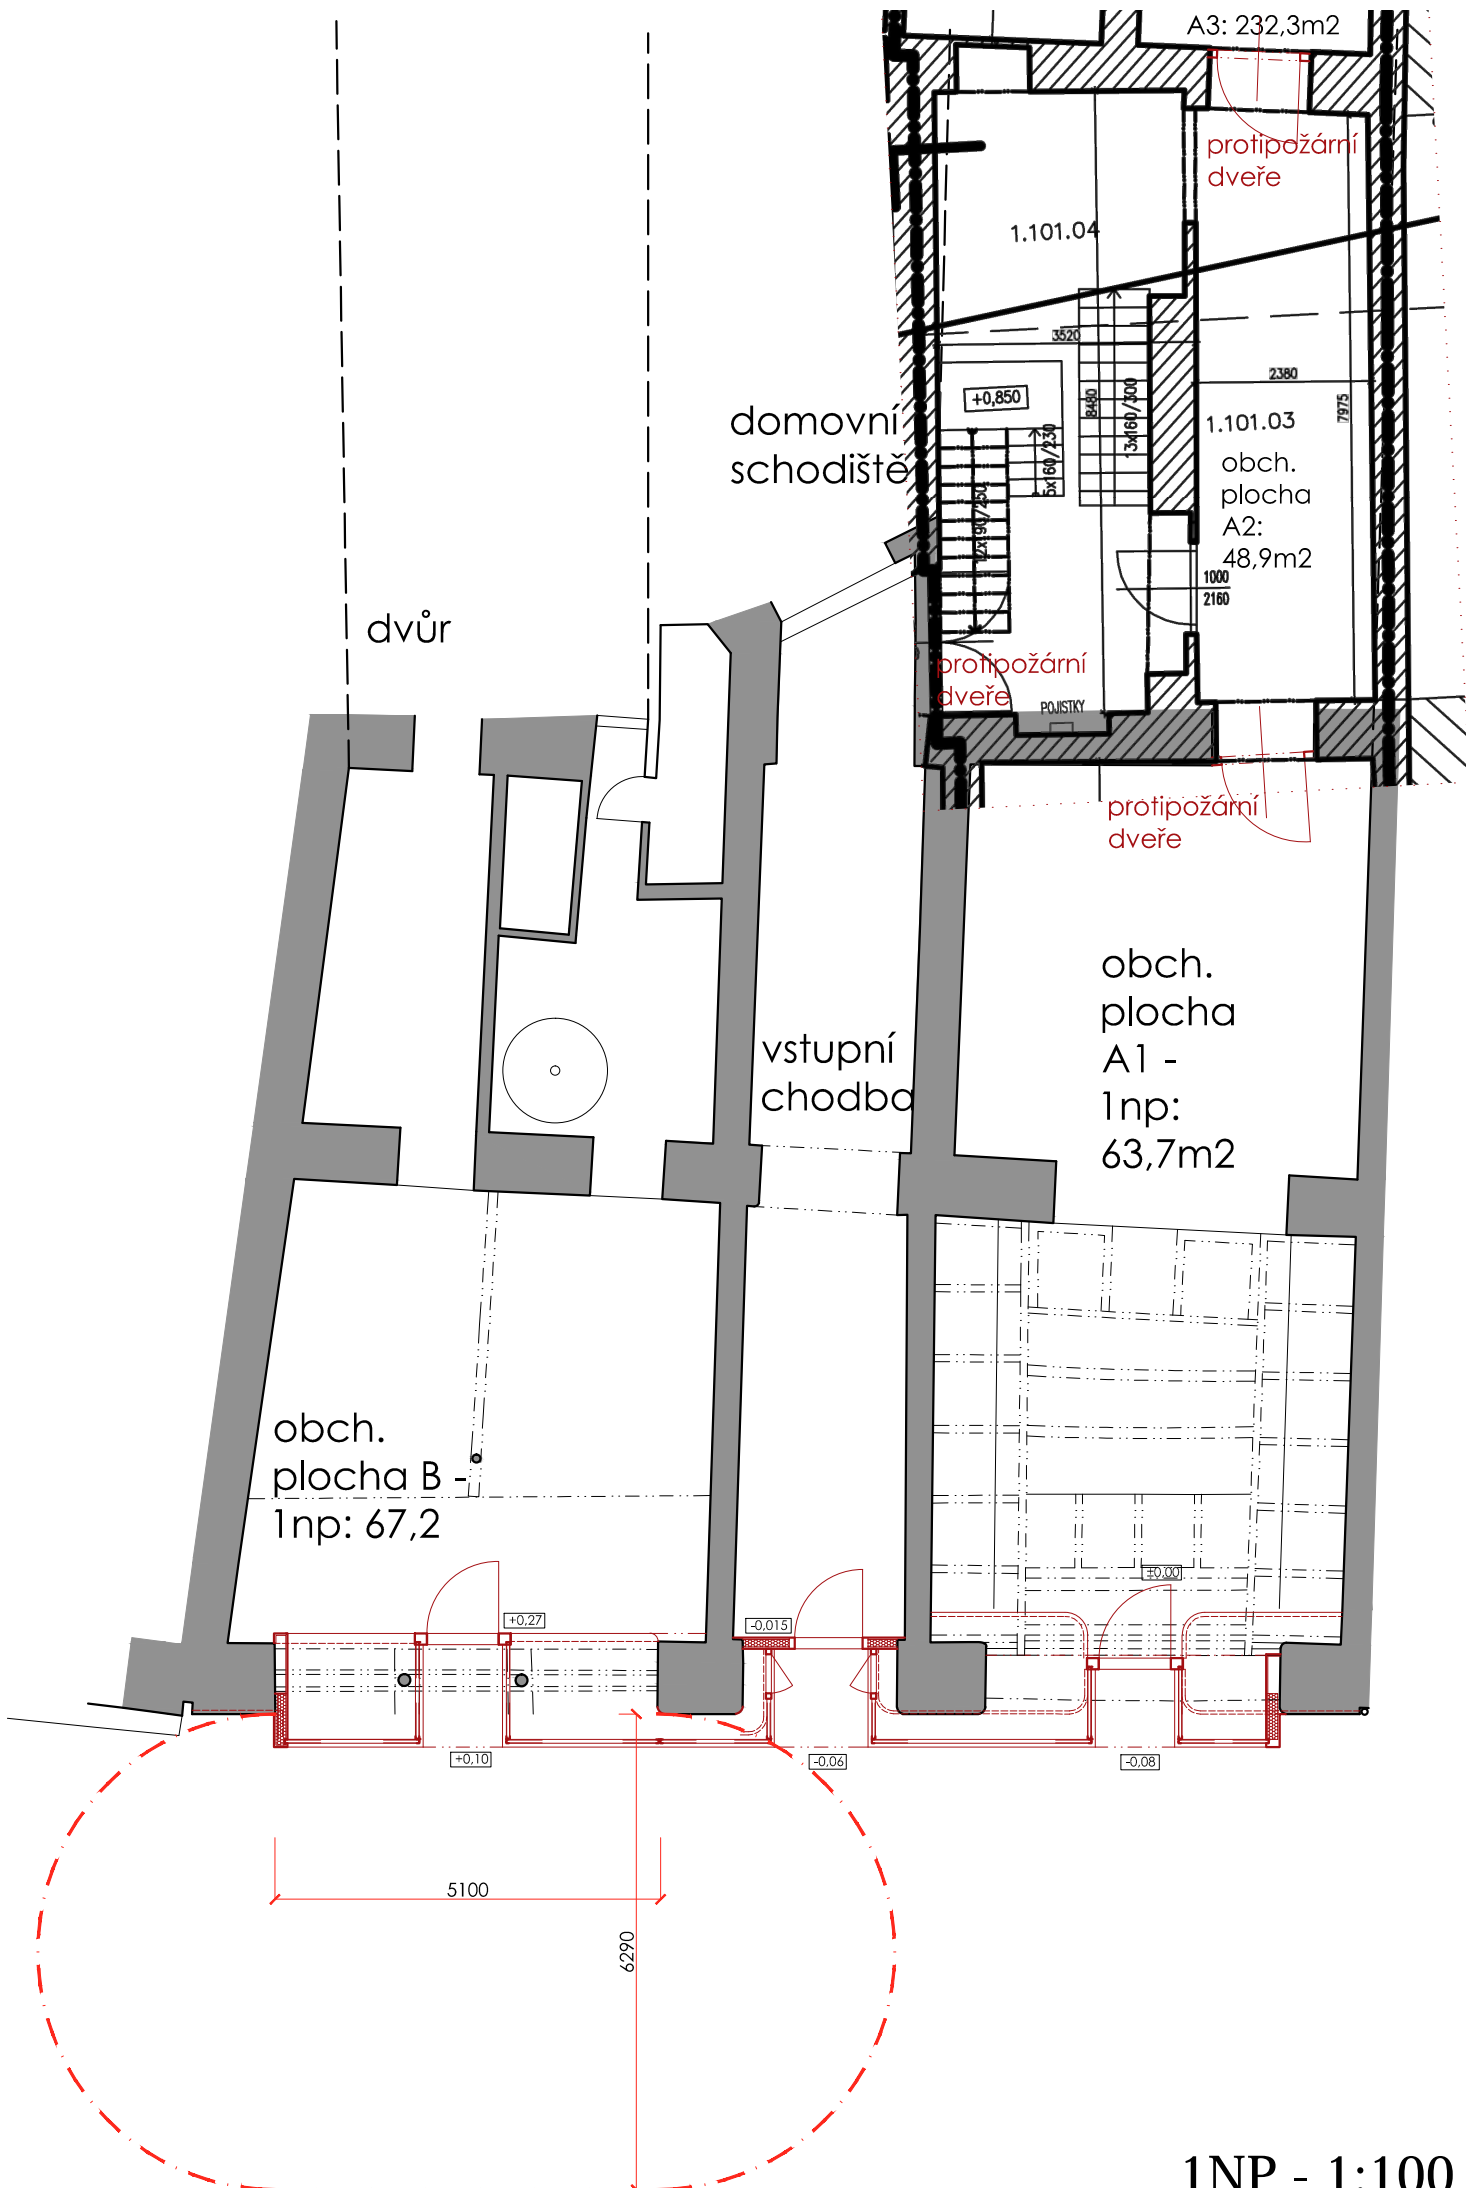 A3: 232,3m2
protipožární
dveře
1.101.04
3520
2380
7975
+0,850
8480
13x160/300
5x160/230
12x190/250
1.101.03
domovní
schodiště
obch.
plocha
A2:
48,9m2
1000
2160
dvůr
protipožární
dveře
POJISTKY
protipožární
dveře
obch.
plocha
A1 -
1np:
63,7m2
vstupní
chodba
obch.
plocha B -
1np: 67,2
±0,00
+0,27
-0,015
+0,10
-0,06
-0,08
5100
6290
1NP - 1:100